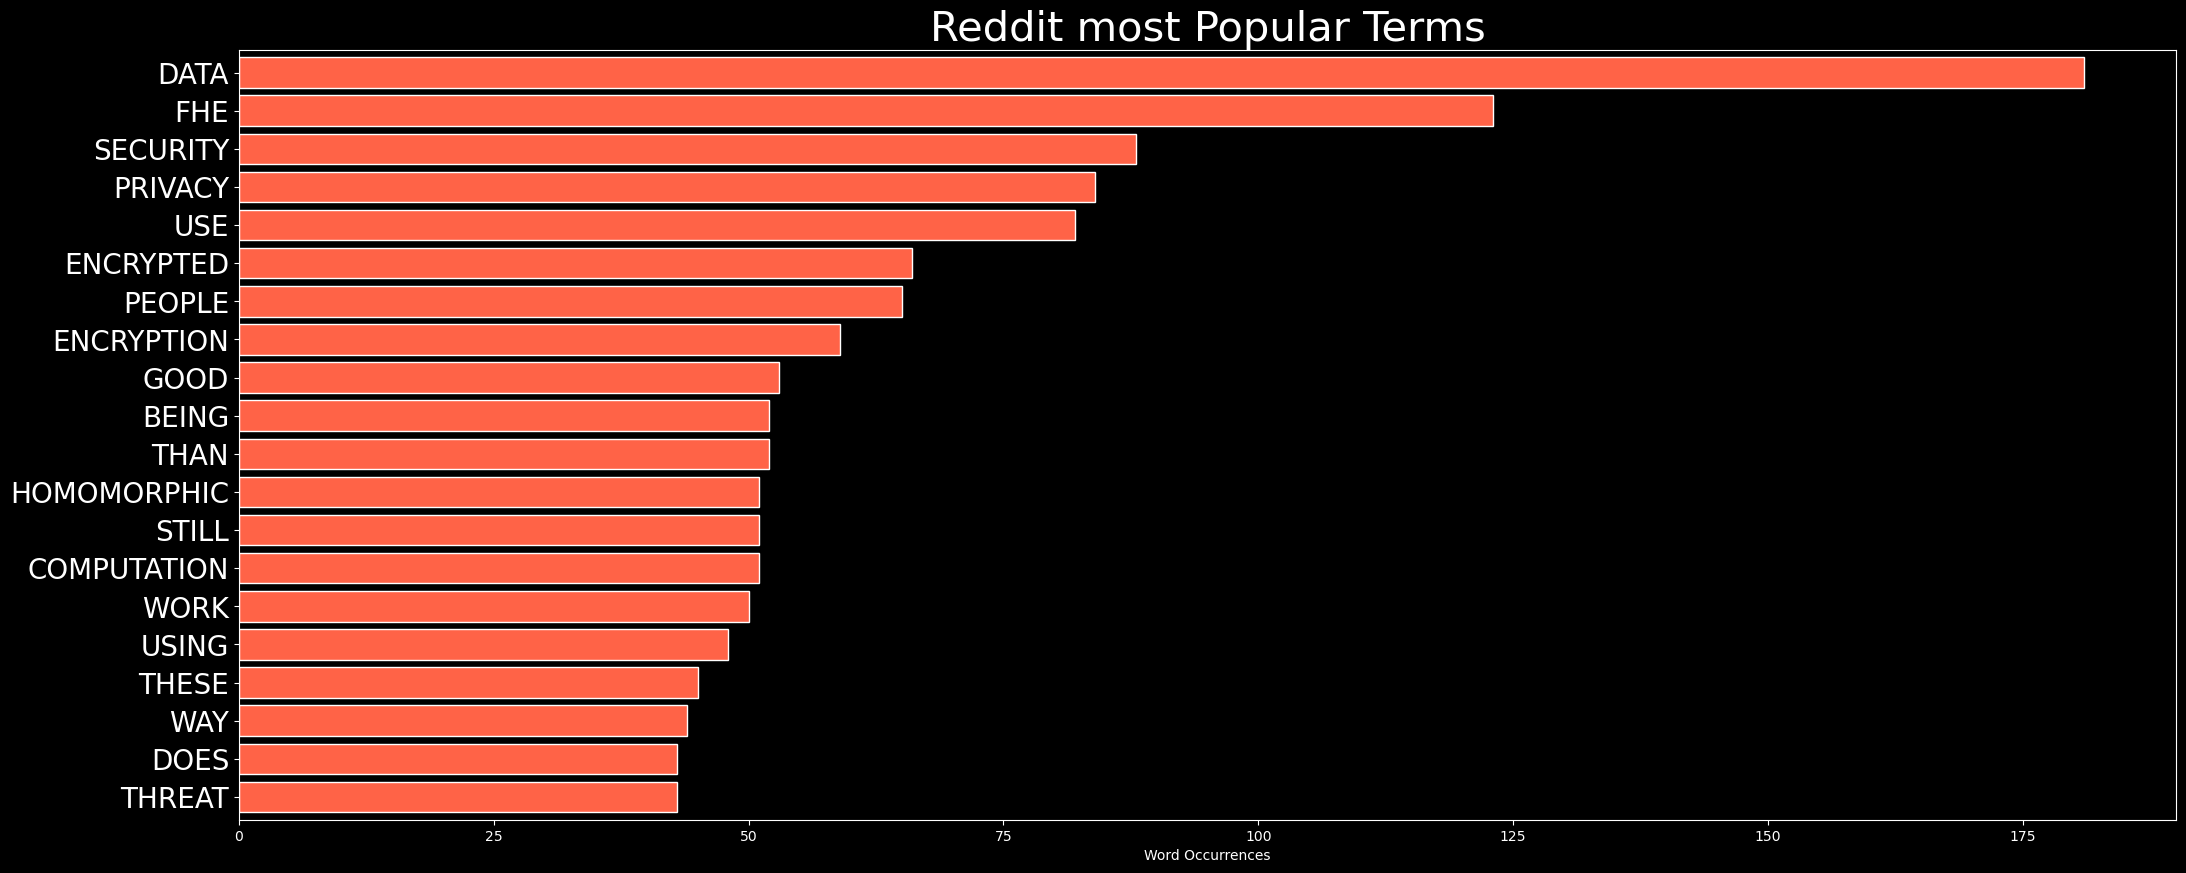 Reddit most Popular Terms
DATA
FHE
SECURITY
PRIVACY
USE
ENCRYPTED
PEOPLE
ENCRYPTION
GOOD
BEING
THAN
HOMOMORPHIC
STILL
COMPUTATION
WORK
USING
THESE
WAY
DOES
THREAT
0 25 50 75 100 125 150 175
Word Occurrences